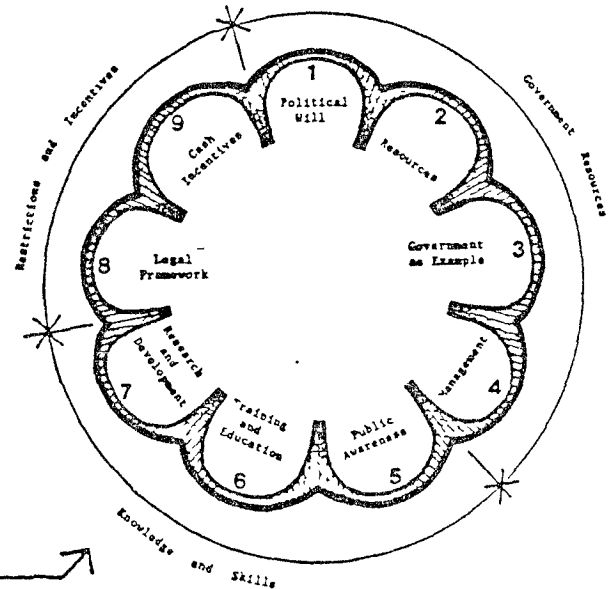 1
Political
Will
2
Resources
3
Government
as Example
4
Management
5
Public
Awareness
6
Training
and
Education
7
Research
and
Development
8
Legal
Framework
9
Cash
Incentives
Government Resources
Knowledge and Skills
Restrictions and Incentives